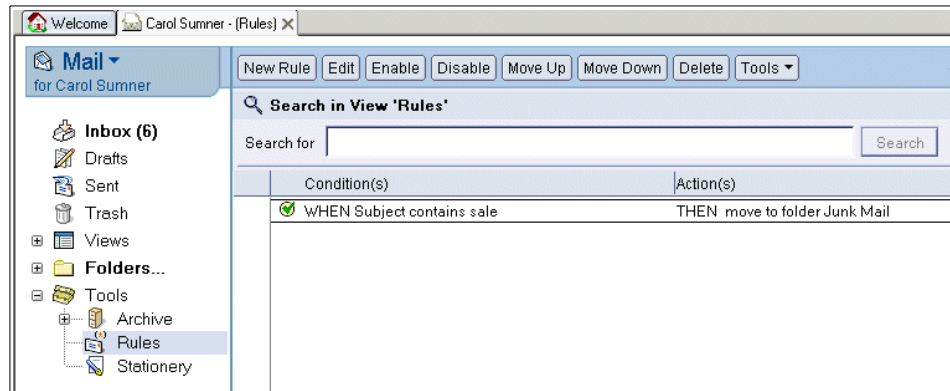 Welcome
Carol Sumner - (Rules)
Mail
for Carol Sumner
New Rule Edit Enable Disable Move Up Move Down Delete Tools
Search in View 'Rules'
Search for Search
Inbox (6)
Drafts
Sent
Trash
Views
Folders...
Tools
Archive
Rules
Stationery
Condition(s) Action(s)
WHEN Subject contains sale THEN move to folder Junk Mail